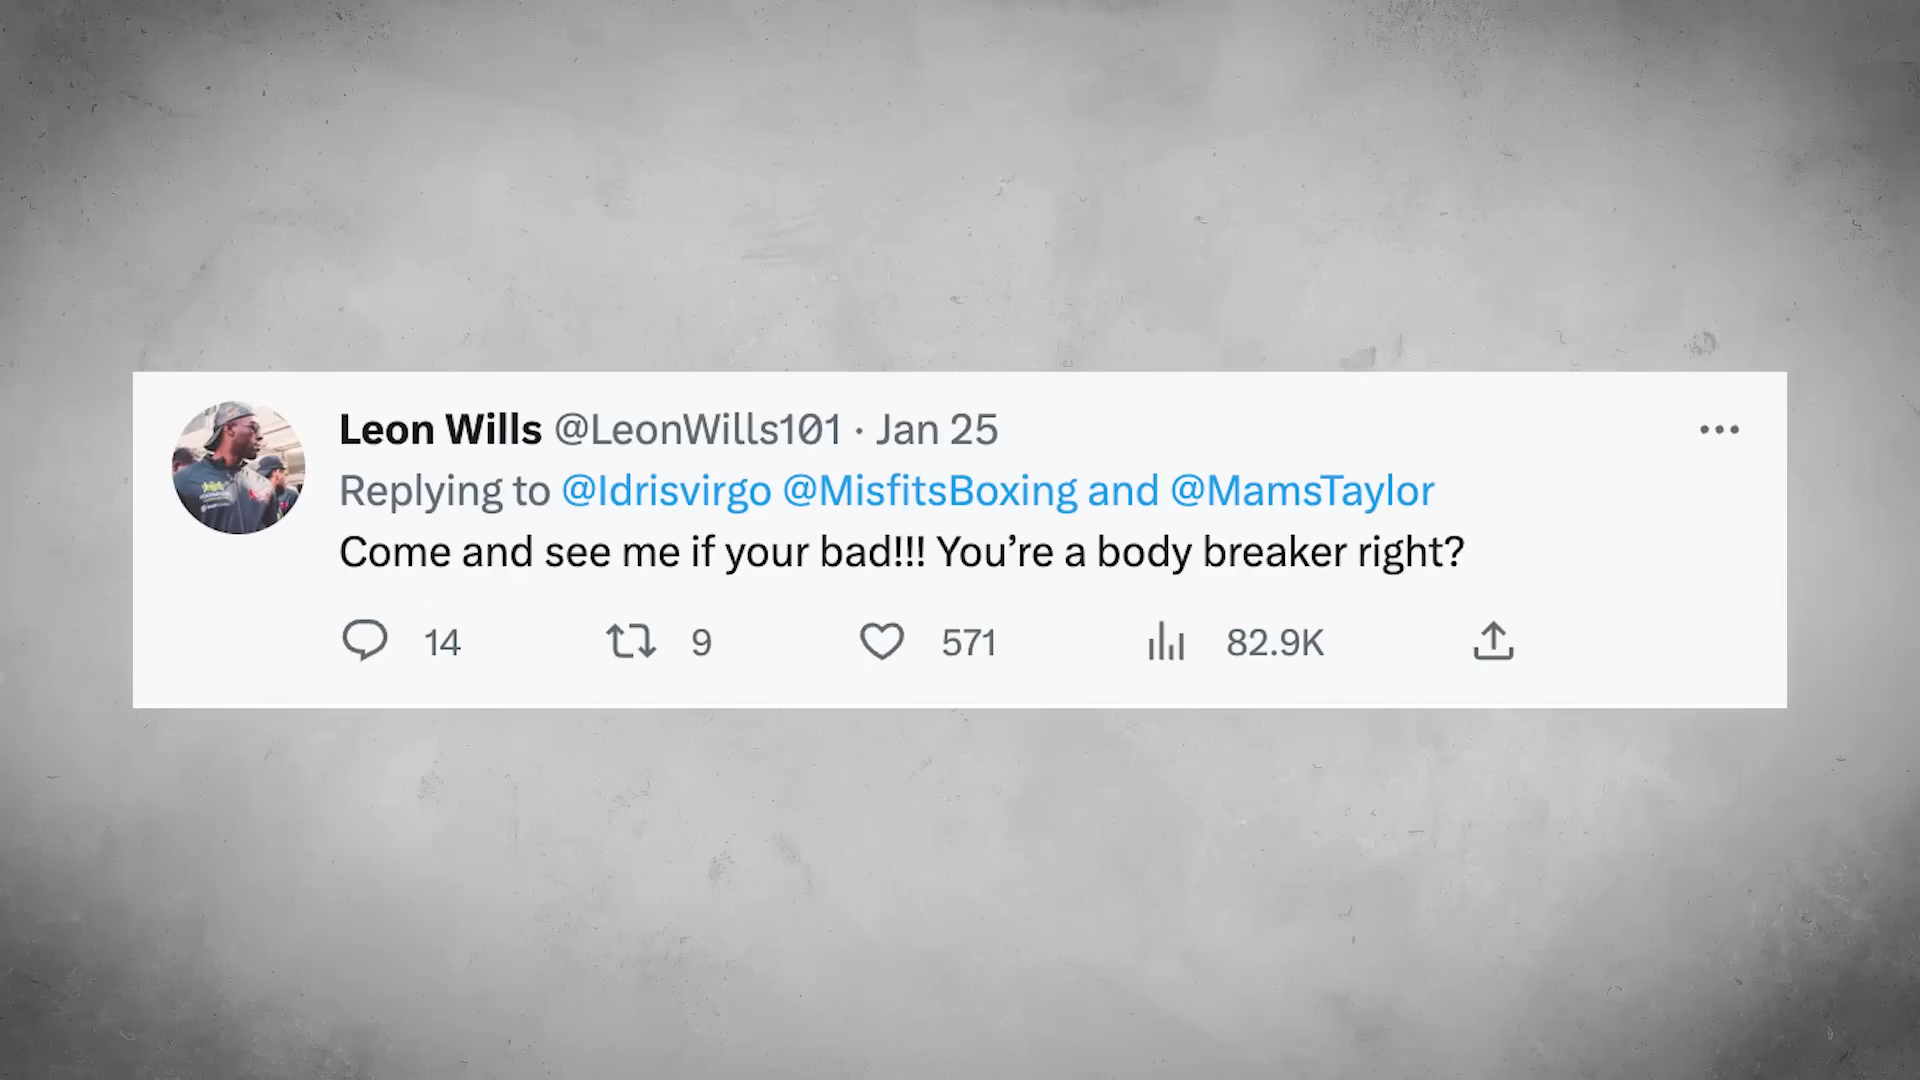 Leon Wills @LeonWills101 · Jan 25
Replying to @Idrisvirgo @MisfitsBoxing and @MamsTaylor
Come and see me if your bad!!! You’re a body breaker right?
14 9 571 82.9K